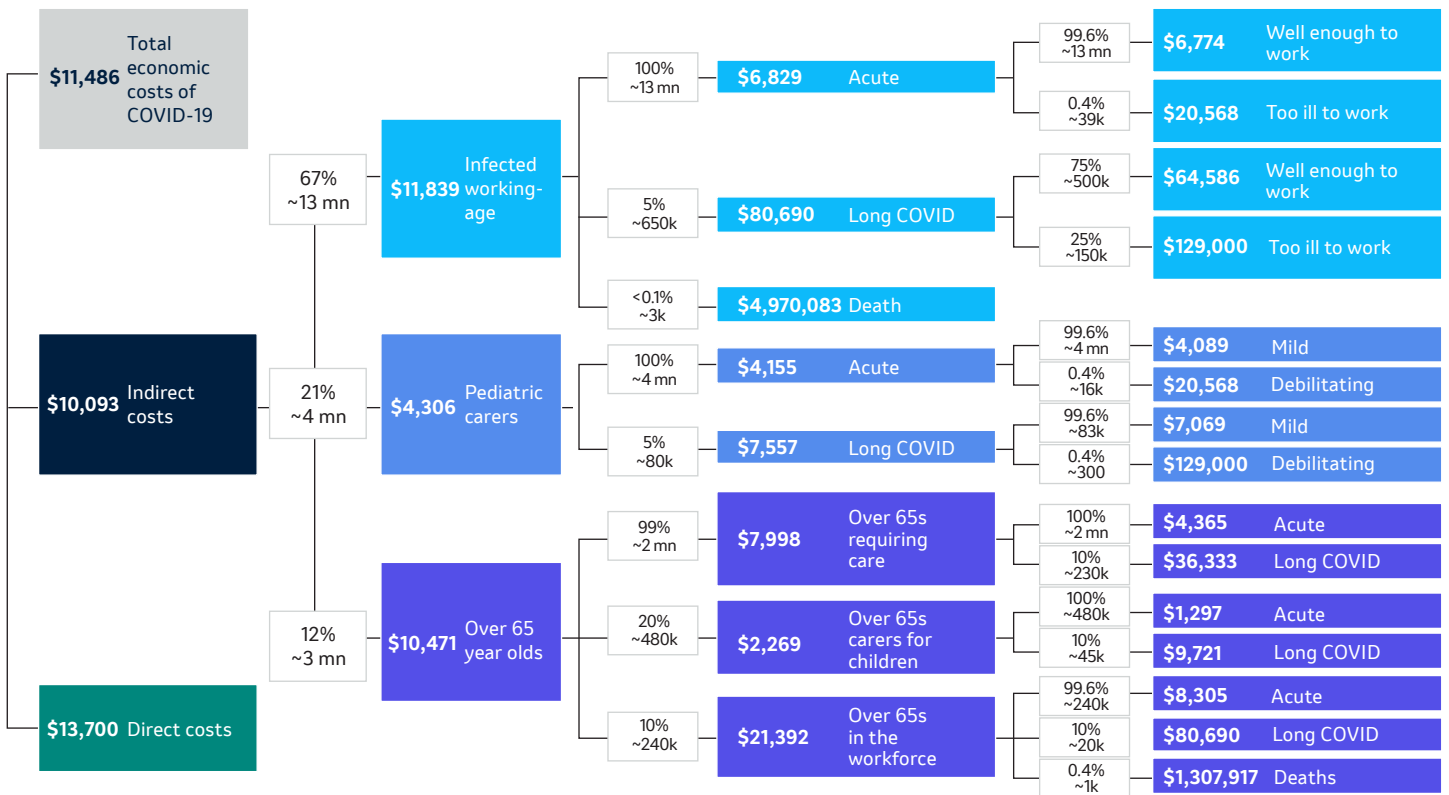 $11,486 Total
economic
costs of
COVID-19
$10,093 Indirect
costs
$13,700 Direct costs
67%
~13 mn
21%
~4 mn
12%
~3 mn
$11,839 Infected
working-
age
$4,306 Pediatric
carers
$10,471 Over 65
year olds
100%
~13 mn
$6,829 Acute
5%
~650k
$80,690 Long COVID
<0.1%
~3k
$4,970,083 Death
100%
~4 mn
$4,155 Acute
5%
~80k
$7,557 Long COVID
99%
~2 mn
$7,998 Over 65s
requiring
care
20%
~480k
$2,269 Over 65s
carers for
children
10%
~240k
$21,392 Over 65s
in the
workforce
99.6%
~13 mn
$6,774 Well enough to
work
0.4%
~39k
$20,568 Too ill to work
75%
~500k
$64,586 Well enough to
work
25%
~150k
$129,000 Too ill to work
99.6%
~4 mn
$4,089 Mild
0.4%
~16k
$20,568 Debilitating
99.6%
~83k
$7,069 Mild
0.4%
~300
$129,000 Debilitating
100%
~2 mn
$4,365 Acute
10%
~230k
$36,333 Long COVID
100%
~480k
$1,297 Acute
10%
~45k
$9,721 Long COVID
99.6%
~240k
$8,305 Acute
10%
~20k
$80,690 Long COVID
0.4%
~1k
$1,307,917 Deaths